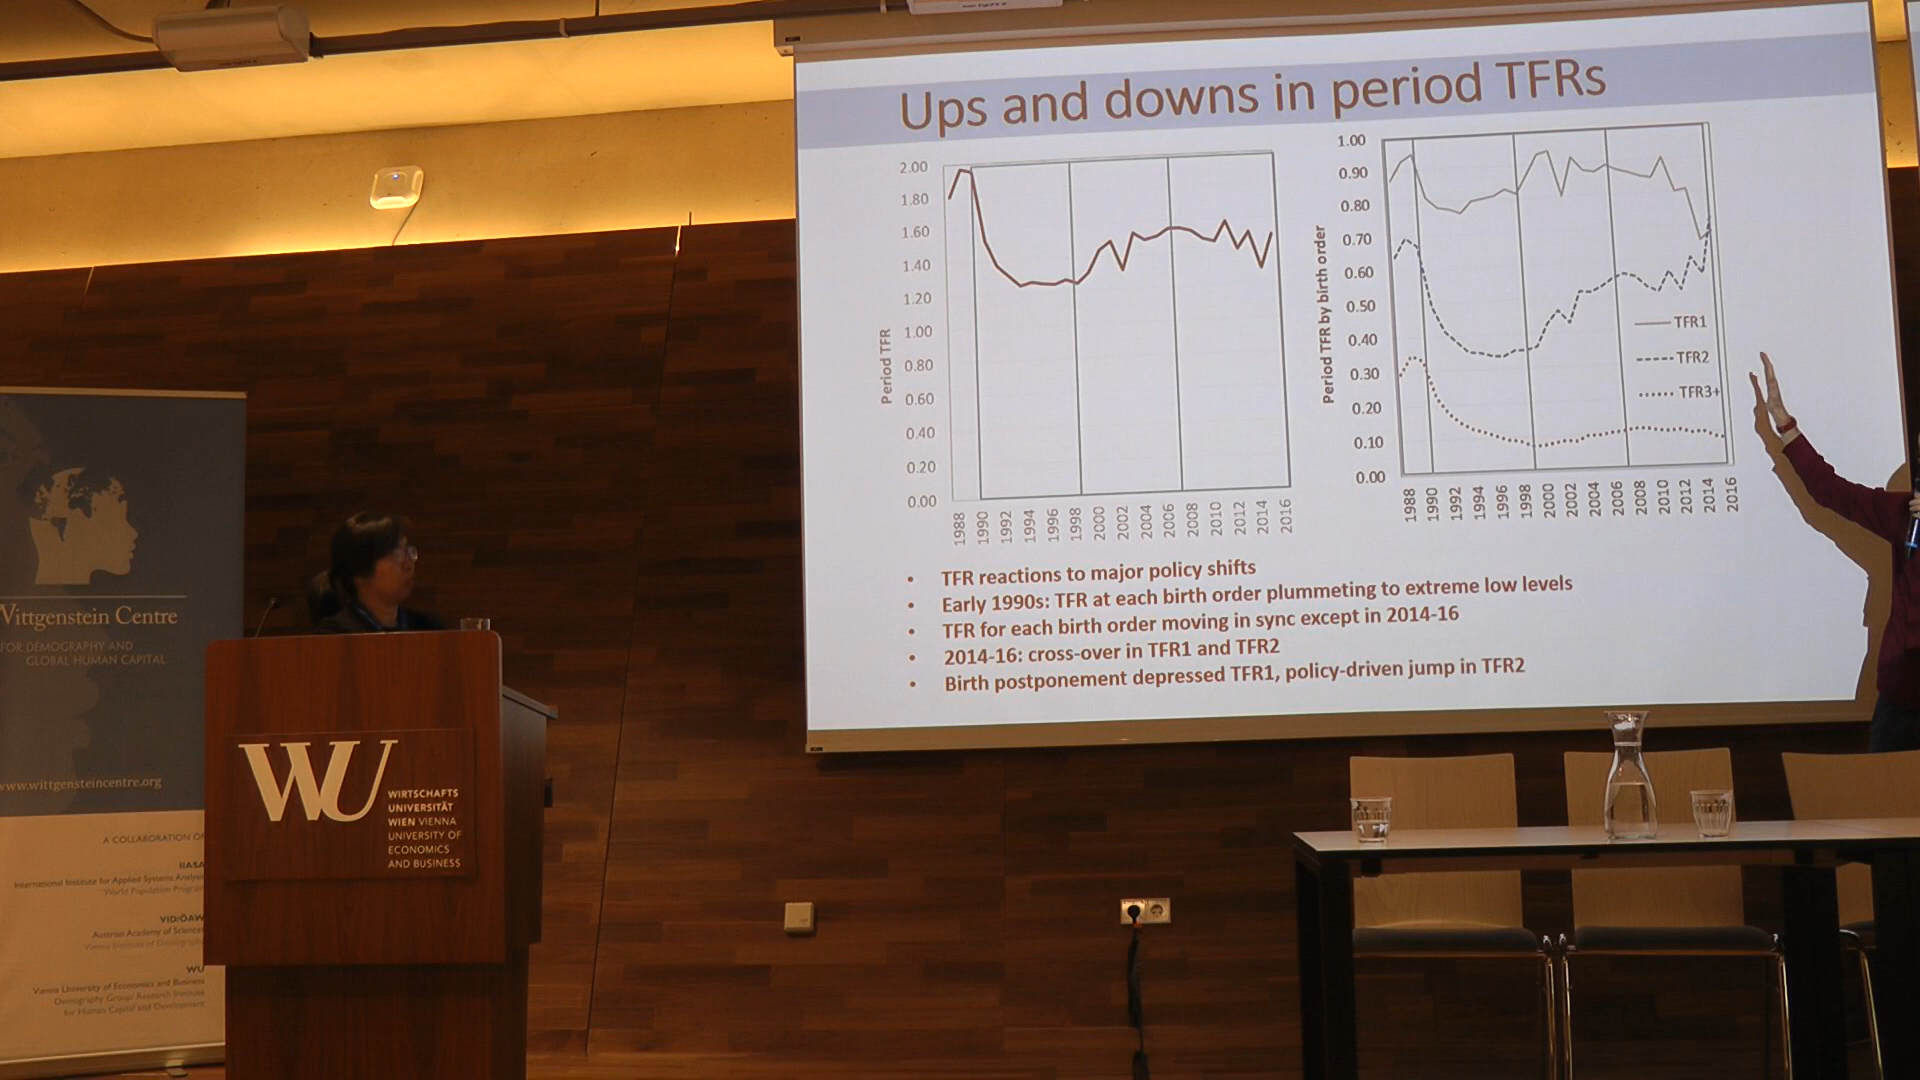 Ups and downs in period TFRs
Period TFR
2.00
1.80
1.60
1.40
1.20
1.00
0.80
0.60
0.40
0.20
0.00
1988
1990
1992
1994
1996
1998
2000
2002
2004
2006
2008
2010
2012
2014
2016
Period TFR by birth order
1.00
0.90
0.80
0.70
0.60
0.50
0.40
0.30
0.20
0.10
0.00
TFR1
TFR2
TFR3+
1988
1990
1992
1994
1996
1998
2000
2002
2004
2006
2008
2010
2012
2014
2016
• TFR reactions to major policy shifts
• Early 1990s: TFR at each birth order plummeting to extreme low levels
• TFR for each birth order moving in sync except in 2014-16
• 2014-16: cross-over in TFR1 and TFR2
• Birth postponement depressed TFR1, policy-driven jump in TFR2
Wittgenstein Centre
FOR DEMOGRAPHY AND
GLOBAL HUMAN CAPITAL
www.wittgensteincentre.org
A COLLABORATION OF
IIASA
International Institute for Applied Systems Analysis
World Population Program
VID/ÖAW
Austrian Academy of Sciences
Vienna Institute of Demography
WU
Vienna University of Economics and Business
Demography Group, Research Institute
for Human Capital and Development
WU
WIRTSCHAFTS
UNIVERSITÄT
WIEN VIENNA
UNIVERSITY OF
ECONOMICS
AND BUSINESS